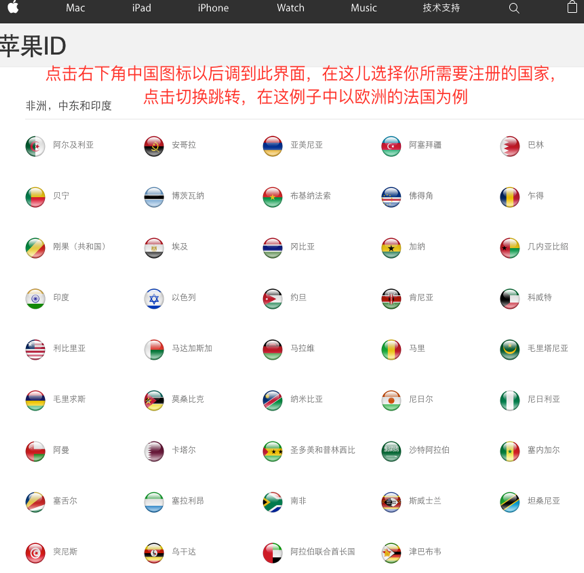 Mac iPad iPhone Watch Music 技术支持
苹果ID
点击右下角中国图标以后调到此界面，在这儿选择你所需要注册的国家，
点击切换跳转，在这例子中以欧洲的法国为例
非洲，中东和印度
阿尔及利亚 安哥拉 亚美尼亚 阿塞拜疆 巴林
贝宁 博茨瓦纳 布基纳法索 佛得角 乍得
刚果（共和国） 埃及 冈比亚 加纳 几内亚比绍
印度 以色列 约旦 肯尼亚 科威特
利比里亚 马达加斯加 马拉维 马里 毛里塔尼亚
毛里求斯 莫桑比克 纳米比亚 尼日尔 尼日利亚
阿曼 卡塔尔 圣多美和普林西比 沙特阿拉伯 塞内加尔
塞舌尔 塞拉利昂 南非 斯威士兰 坦桑尼亚
突尼斯 乌干达 阿拉伯联合酋长国 津巴布韦